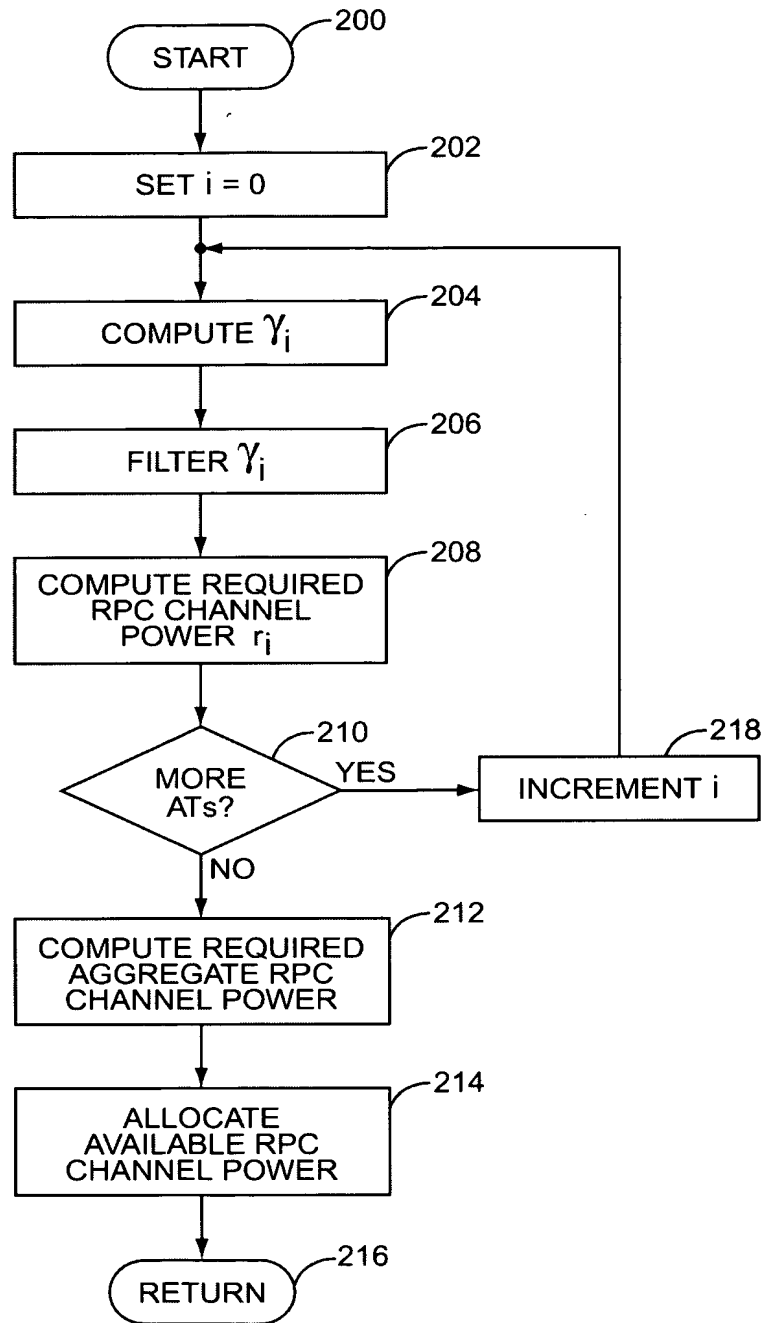 200
START
202
SET i = 0
204
COMPUTE γi
206
FILTER γi
208
COMPUTE REQUIRED
RPC CHANNEL
POWER ri
210
MORE
ATs?
YES
218
INCREMENT i
NO
212
COMPUTE REQUIRED
AGGREGATE RPC
CHANNEL POWER
214
ALLOCATE
AVAILABLE RPC
CHANNEL POWER
216
RETURN